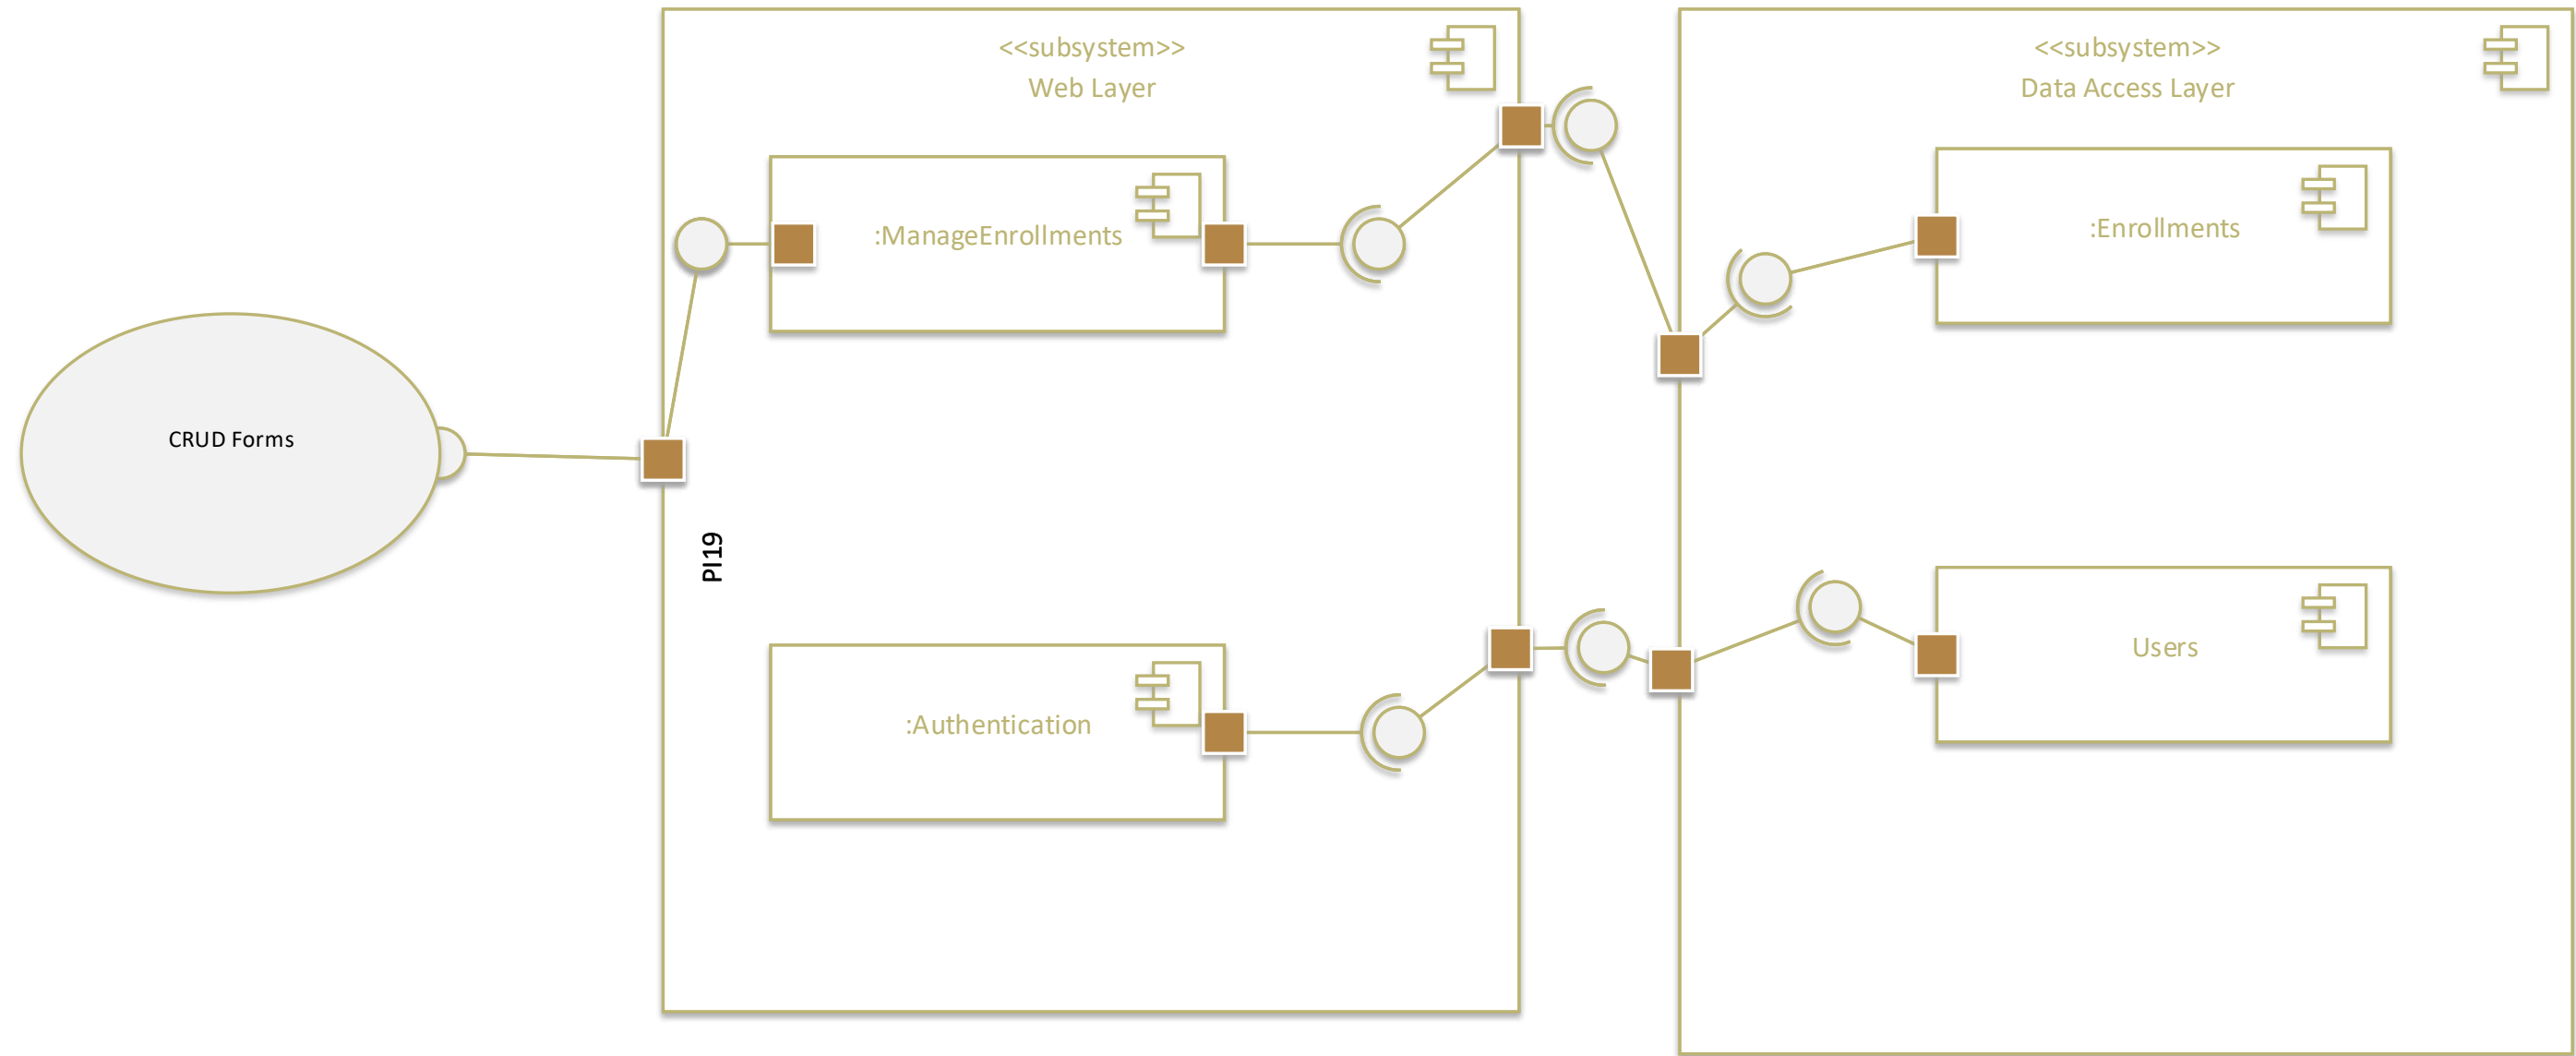 <<subsystem>>
Web Layer
<<subsystem>>
Data Access Layer
:ManageEnrollments
:Enrollments
CRUD Forms
PI19
:Authentication
Users